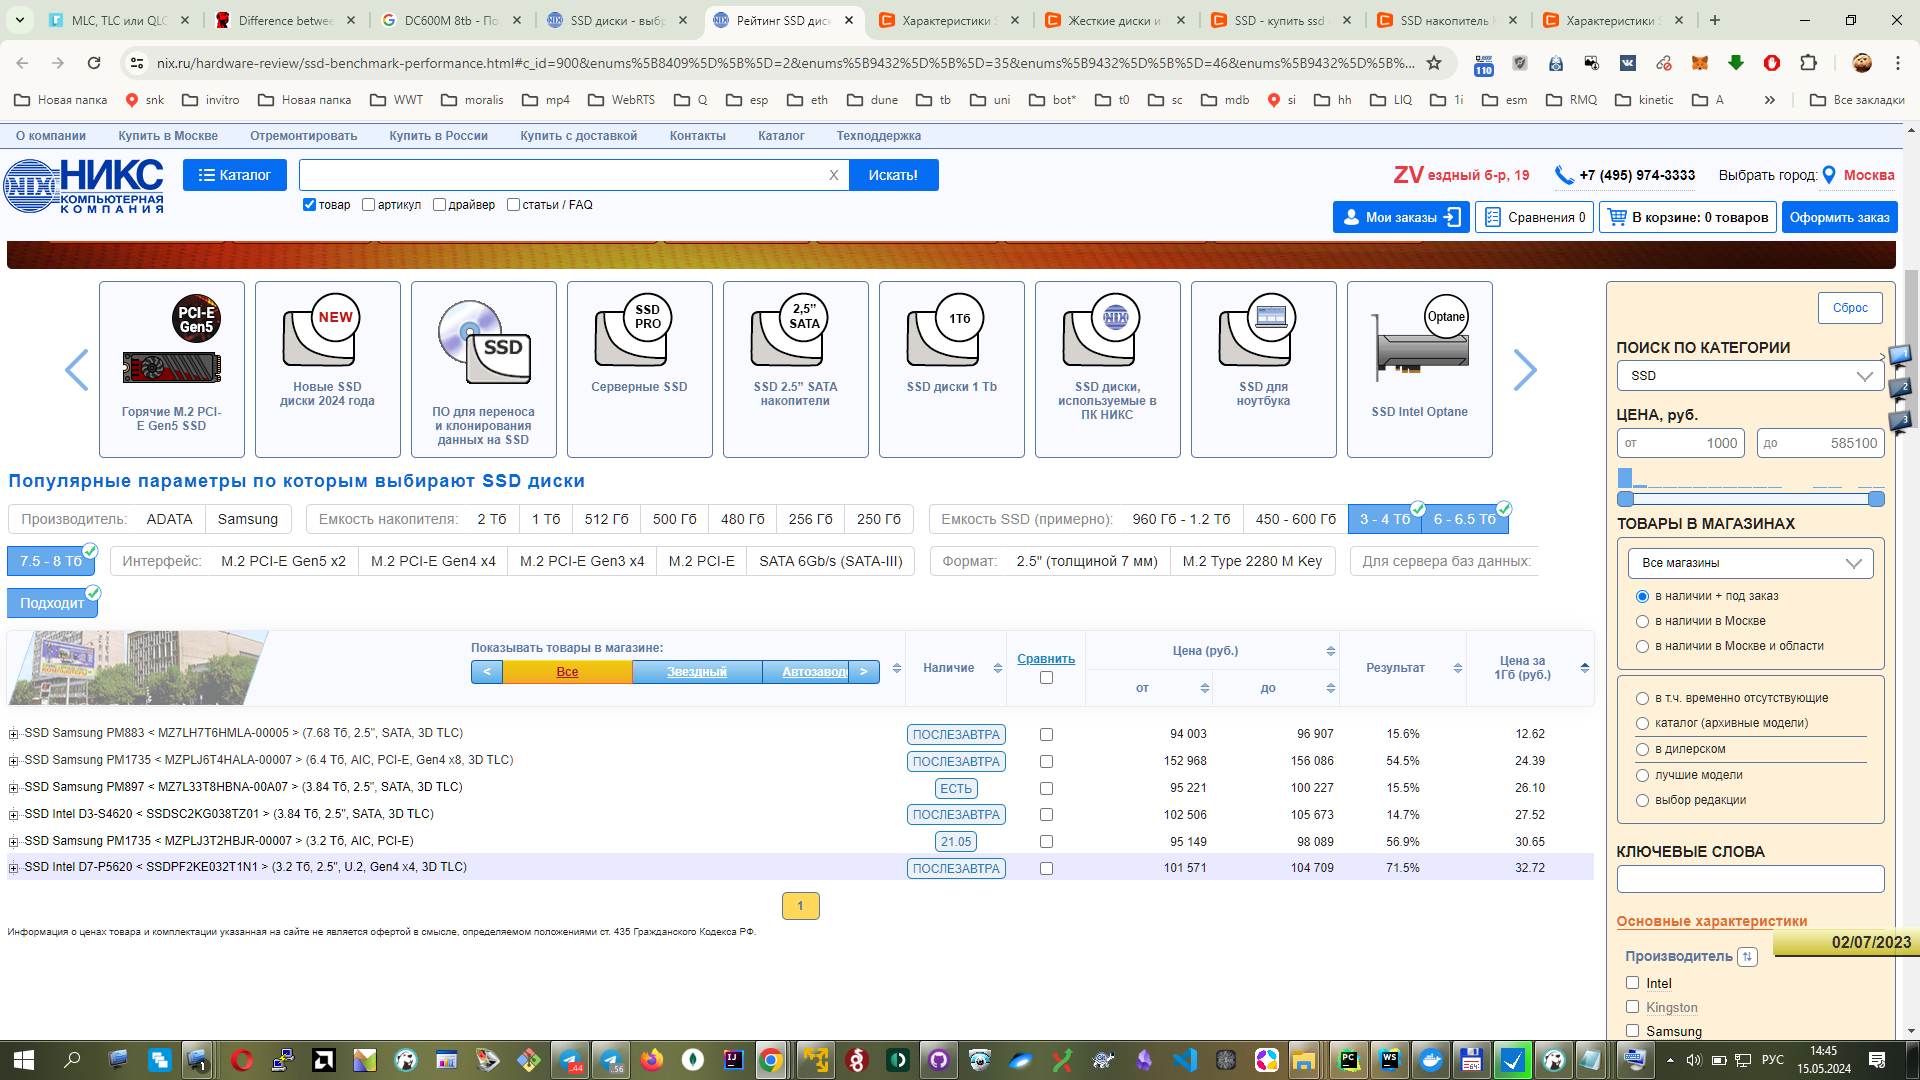 MLC, TLC или QLC
Difference betwee
DC600M 8tb - По
SSD диски - выбр
Рейтинг SSD дис
Характеристики S
Жесткие диски и
SSD - купить ssd
SSD накопитель
Характеристики S
nix.ru/hardware-review/ssd-benchmark-performance.html#c_id=900&enums%5B8409%5D%5B%5D=2&enums%5B9432%5D%5B%5D=35&enums%5B9432%5D%5B%5D=46&enums%5B9432%5D%5B%...
110
Новая папка
snk
invitro
Новая папка
WWT
moralis
mp4
WebRTS
Q
esp
eth
dune
tb
uni
bot*
t0
sc
mdb
si
hh
LIQ
1i
esm
RMQ
kinetic
A
»
Все закладки
О компании
Купить в Москве
Отремонтировать
Купить в России
Купить с доставкой
Контакты
Каталог
Техподдержка
NIX НИКС
КОМПЬЮТЕРНАЯ
КОМПАНИЯ
Каталог
X
Искать!
товар
артикул
драйвер
статьи / FAQ
ZV ездный б-р, 19
+7 (495) 974-3333
Выбрать город:
Москва
Мои заказы
Сравнения 0
В корзине: 0 товаров
Оформить заказ
PCI-E
Gen5
Горячие M.2 PCI-
E Gen5 SSD
NEW
Новые SSD
диски 2024 года
SSD
ПО для переноса
и клонирования
данных на SSD
SSD
PRO
Серверные SSD
2,5”
SATA
SSD 2.5” SATA
накопители
1Тб
SSD диски 1 Tb
NIX
SSD диски,
используемые в
ПК НИКС
SSD для
ноутбука
Optane
SSD Intel Optane
Популярные параметры по которым выбирают SSD диски
Производитель:
ADATA
Samsung
Емкость накопителя:
2 Тб
1 Тб
512 Гб
500 Гб
480 Гб
256 Гб
250 Гб
Емкость SSD (примерно):
960 Гб - 1.2 Тб
450 - 600 Гб
3 - 4 Тб
6 - 6.5 Тб
7.5 - 8 Тб
Интерфейс:
M.2 PCI-E Gen5 x2
M.2 PCI-E Gen4 x4
M.2 PCI-E Gen3 x4
M.2 PCI-E
SATA 6Gb/s (SATA-III)
Формат:
2.5" (толщиной 7 мм)
M.2 Type 2280 M Key
Для сервера баз данных:
Подходит
Показывать товары в магазине:
<
Все
Звездный
Автозавод
>
Наличие
Сравнить
Цена (руб.)
от
до
Результат
Цена за
1Гб (руб.)
SSD Samsung PM883 < MZ7LH7T6HMLA-00005 > (7.68 Тб, 2.5", SATA, 3D TLC)
ПОСЛЕЗАВТРА
94 003
96 907
15.6%
12.62
SSD Samsung PM1735 < MZPLJ6T4HALA-00007 > (6.4 Тб, AIC, PCI-E, Gen4 x8, 3D TLC)
ПОСЛЕЗАВТРА
152 968
156 086
54.5%
24.39
SSD Samsung PM897 < MZ7L33T8HBNA-00A07 > (3.84 Тб, 2.5", SATA, 3D TLC)
ЕСТЬ
95 221
100 227
15.5%
26.10
SSD Intel D3-S4620 < SSDSC2KG038TZ01 > (3.84 Тб, 2.5", SATA, 3D TLC)
ПОСЛЕЗАВТРА
102 506
105 673
14.7%
27.52
SSD Samsung PM1735 < MZPLJ3T2HBJR-00007 > (3.2 Тб, AIC, PCI-E)
21.05
95 149
98 089
56.9%
30.65
SSD Intel D7-P5620 < SSDPF2KE032T1N1 > (3.2 Тб, 2.5", U.2, Gen4 x4, 3D TLC)
ПОСЛЕЗАВТРА
101 571
104 709
71.5%
32.72
1
Информация о ценах товара и комплектации указанная на сайте не является офертой в смысле, определяемом положениями ст. 435 Гражданского Кодекса РФ.
Сброс
ПОИСК ПО КАТЕГОРИИ
SSD
ЦЕНА, руб.
от 1000
до 585100
ТОВАРЫ В МАГАЗИНАХ
Все магазины
в наличии + под заказ
в наличии в Москве
в наличии в Москве и области
в т.ч. временно отсутствующие
каталог (архивные модели)
в дилерском
лучшие модели
выбор редакции
КЛЮЧЕВЫЕ СЛОВА
Основные характеристики
02/07/2023
Производитель
Intel
Kingston
Samsung
2
3
РУС
14:45
15.05.2024